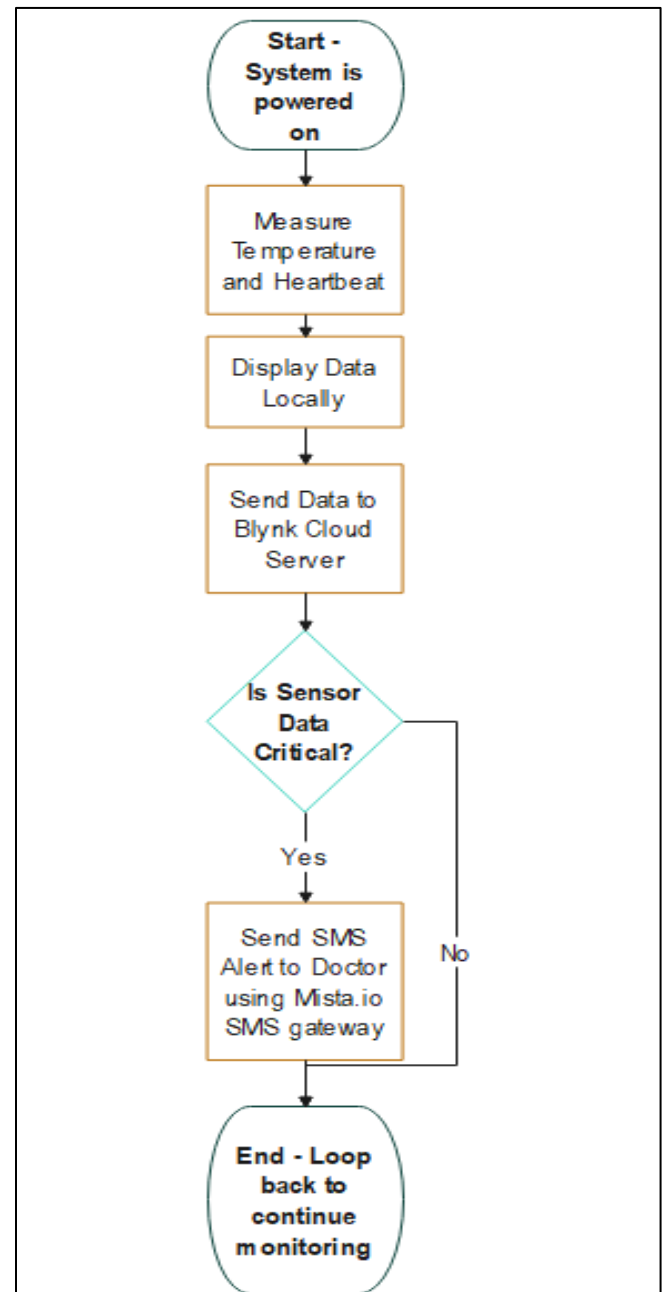 Start -
System is
powered
on
Measure
Temperature
and Heartbeat
Display Data
Locally
Send Data to
Blynk Cloud
Server
Is Sensor
Data
Critical?
Yes
Send SMS
Alert to Doctor
using Mista.io
SMS gateway
No
End - Loop
back to
continue
monitoring